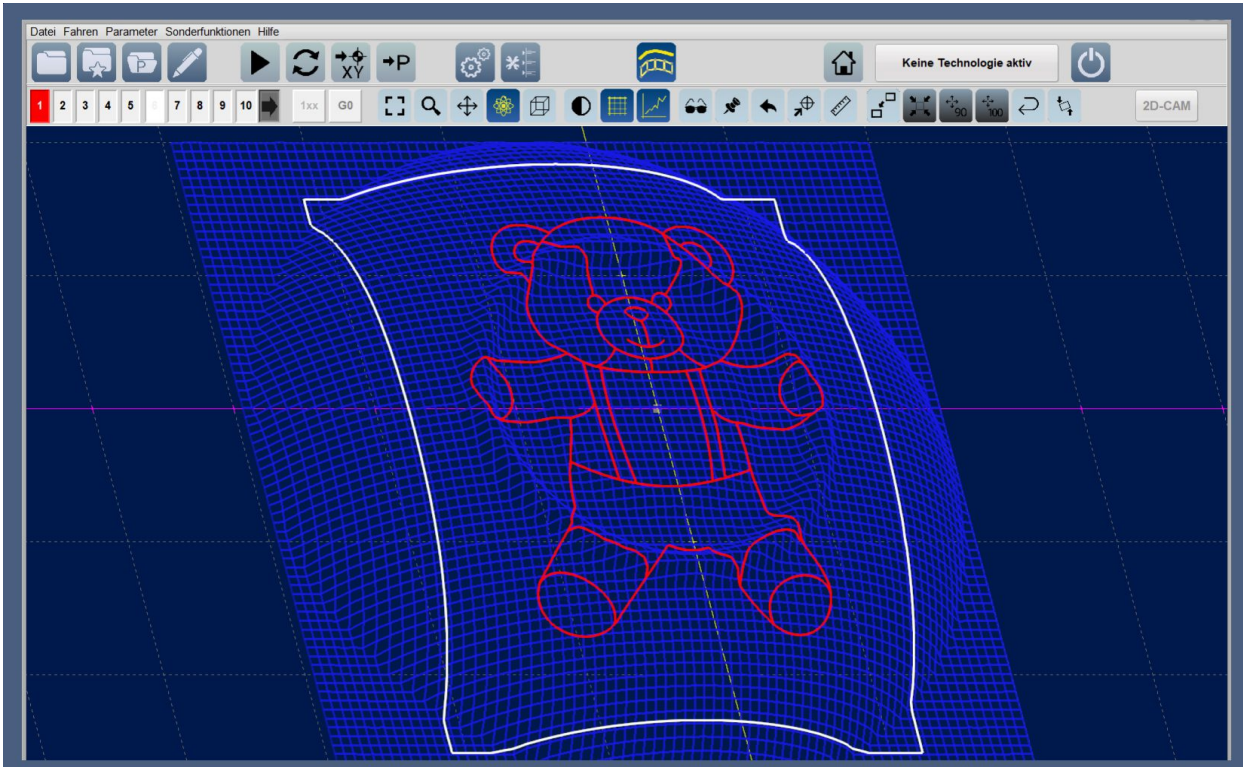 Datei Fahren Parameter Sonderfunktionen Hilfe
P XY P Keine Technologie aktiv
1 2 3 4 5 6 7 8 9 10 1xx G0 90 100 2D-CAM